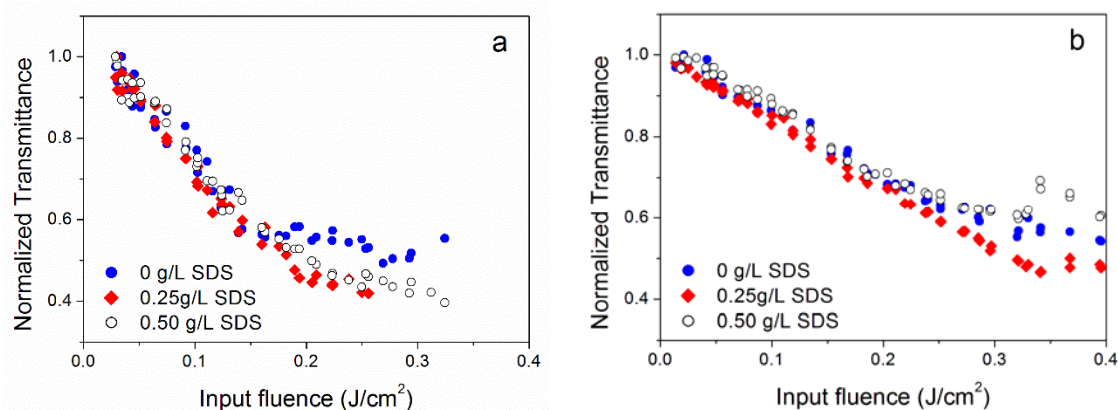 a
1.0
0.8
0.6
0.4
Normalized Transmittance
0 g/L SDS
0.25g/L SDS
0.50 g/L SDS
0.0 0.1 0.2 0.3 0.4
Input fluence (J/cm²)
b
1.0
0.8
0.6
0.4
Normalized Transmittance
0 g/L SDS
0.25g/L SDS
0.50 g/L SDS
0.0 0.1 0.2 0.3 0.4
Input fluence (J/cm²)